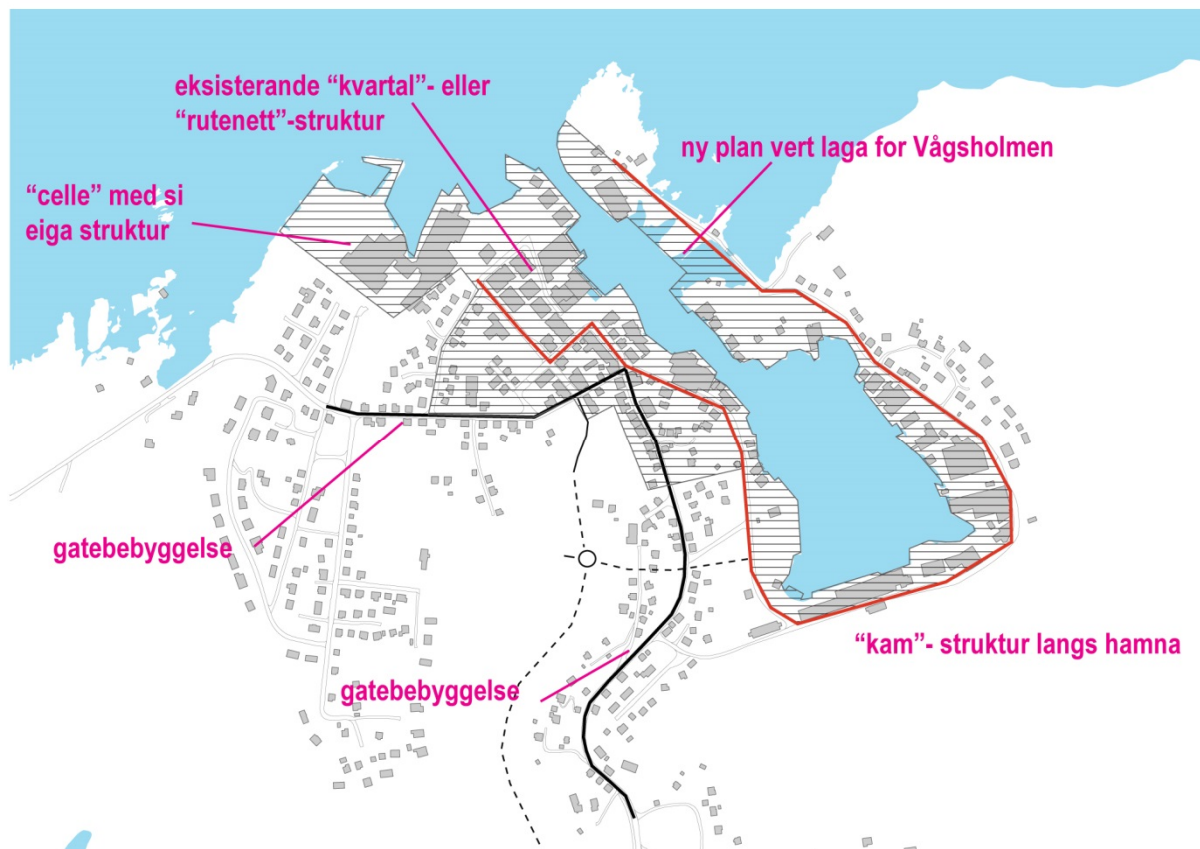 eksisterande “kvartal”- eller
“rutenett”-struktur
ny plan vert laga for Vågsholmen
“celle” med si
eiga struktur
gatebebyggelse
“kam”- struktur langs hamna
gatebebyggelse